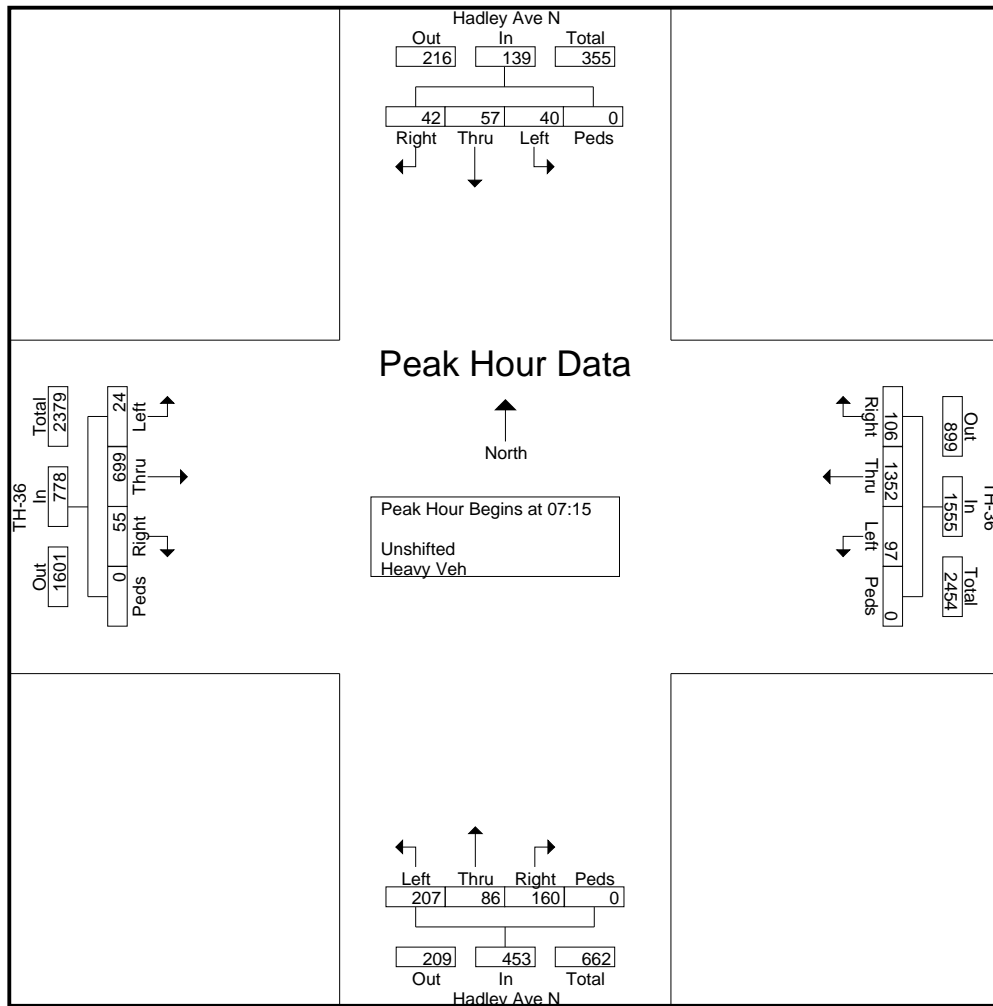 Hadley Ave N
Out In Total
216 139 355
42 57 40 0
Right Thru Left Peds
Peak Hour Data
North
Peak Hour Begins at 07:15
Unshifted
Heavy Veh
TH-36
Out In Total
1601 778 2379
55 699 24 0
Right Thru Left Peds
TH-36
Out In Total
899 1555 2454
106 1352 97 0
Right Thru Left Peds
Left Thru Right Peds
207 86 160 0
209 453 662
Out In Total
Hadley Ave N